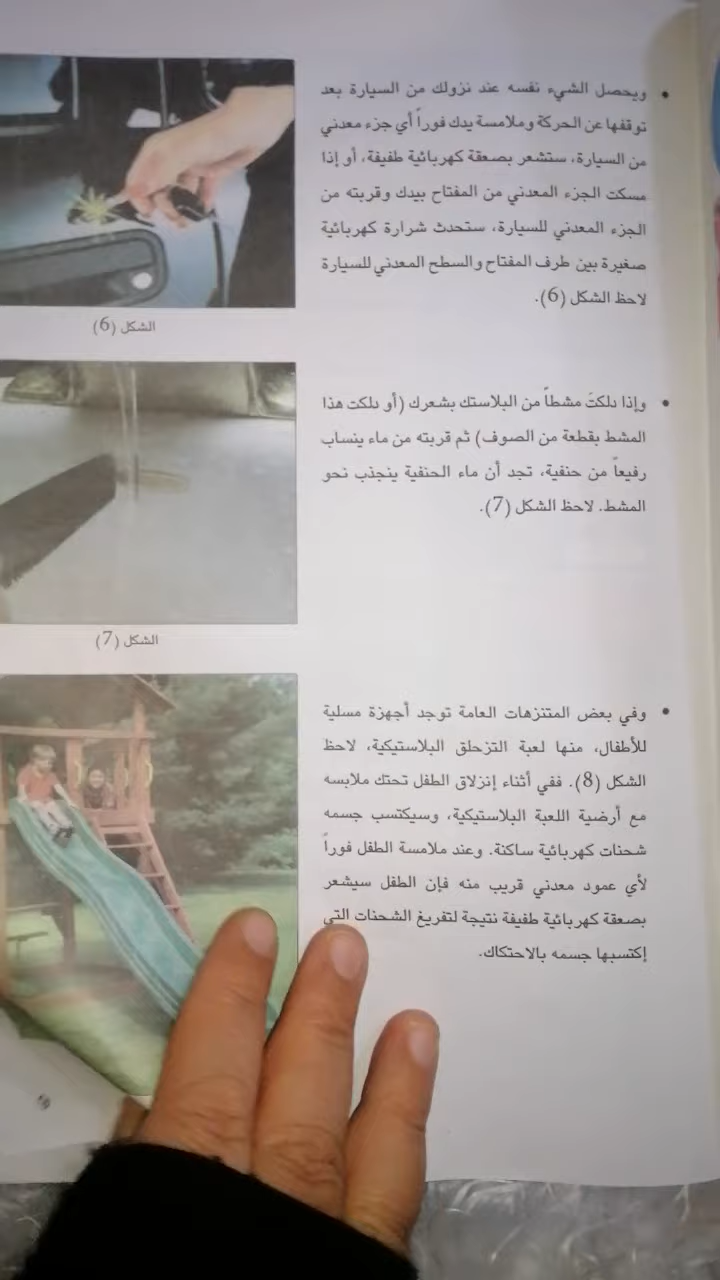 • ويحصل الشيء نفسه عند نزولك من السيارة بعد
توقفها عن الحركة وملامسة يدك فوراً أي جزء معدني
من السيارة، ستشعر بصعقة كهربائية طفيفة، أو إذا
مسكت الجزء المعدني من المفتاح بيدك وقربته من
الجزء المعدني للسيارة، ستحدث شرارة كهربائية
صغيرة بين طرف المفتاح والسطح المعدني للسيارة
لاحظ الشكل (6).
الشكل (6)
• وإذا دلكتَ مشطاً من البلاستك بشعرك (أو دلكت هذا
المشط بقطعة من الصوف) ثم قربته من ماء ينساب
رفيعاً من حنفية، تجد أن ماء الحنفية ينجذب نحو
المشط. لاحظ الشكل (7).
الشكل (7)
• وفي بعض المتنزهات العامة توجد أجهزة مسلية
للأطفال، منها لعبة التزحلق البلاستيكية، لاحظ
الشكل (8). ففي أثناء إنزلاق الطفل تحتك ملابسه
مع أرضية اللعبة البلاستيكية، وسيكتسب جسمه
شحنات كهربائية ساكنة. وعند ملامسة الطفل فوراً
لأي عمود معدني قريب منه فإن الطفل سيشعر
بصعقة كهربائية طفيفة نتيجة لتفريغ الشحنات التي
إكتسبها جسمه بالاحتكاك.